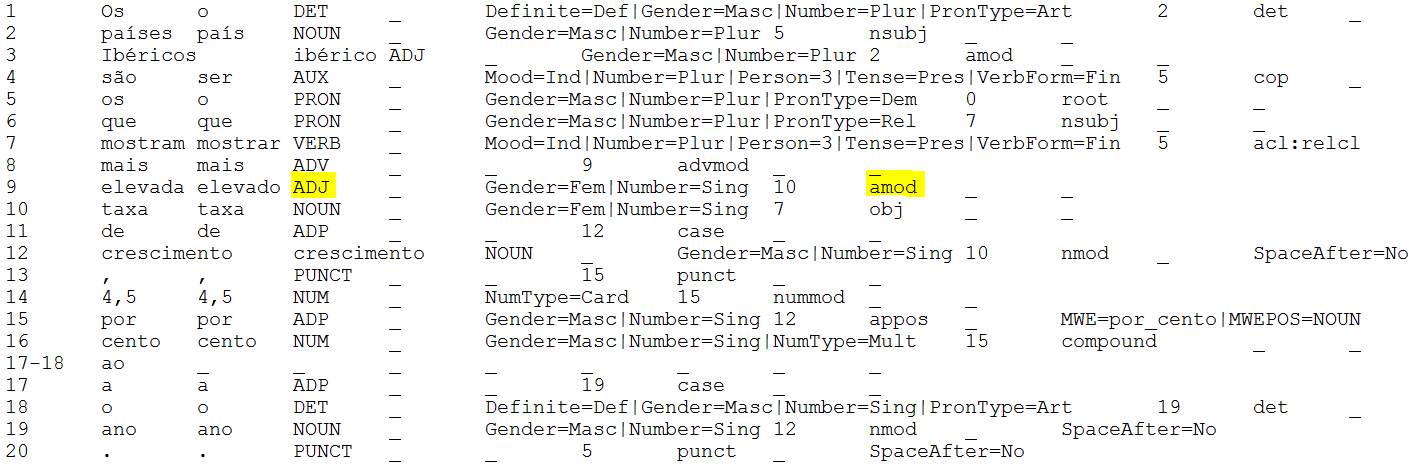 1 Os o DET _ Definite=Def|Gender=Masc|Number=Plur|PronType=Art 2 det _
2 países país NOUN _ Gender=Masc|Number=Plur 5 nsubj _ _
3 Ibéricos ibérico ADJ _ Gender=Masc|Number=Plur 2 amod _ _
4 são ser AUX _ Mood=Ind|Number=Plur|Person=3|Tense=Pres|VerbForm=Fin 5 cop _
5 os o PRON _ Gender=Masc|Number=Plur|PronType=Dem 0 root _ _
6 que que PRON _ Gender=Masc|Number=Plur|PronType=Rel 7 nsubj _ _
7 mostram mostrar VERB _ Mood=Ind|Number=Plur|Person=3|Tense=Pres|VerbForm=Fin 5 acl:relcl
8 mais mais ADV _ _ 9 advmod _ _
9 elevada elevado ADJ _ Gender=Fem|Number=Sing 10 amod _ _
10 taxa taxa NOUN _ Gender=Fem|Number=Sing 7 obj _ _
11 de de ADP _ _ 12 case _ _
12 crescimento crescimento NOUN _ Gender=Masc|Number=Sing 10 nmod _ SpaceAfter=No
13 , , PUNCT _ _ 15 punct _ _
14 4,5 4,5 NUM _ NumType=Card 15 nummod _ _
15 por por ADP _ Gender=Masc|Number=Sing 12 appos _ MWE=por_cento|MWEPOS=NOUN
16 cento cento NUM _ Gender=Masc|Number=Sing|NumType=Mult 15 compound _ _
17-18 ao _ _ _ _ _ _ _ _
17 a a ADP _ _ 19 case _ _
18 o o DET _ Definite=Def|Gender=Masc|Number=Sing|PronType=Art 19 det _
19 ano ano NOUN _ Gender=Masc|Number=Sing 12 nmod _ SpaceAfter=No
20 . . PUNCT _ _ 5 punct _ SpaceAfter=No